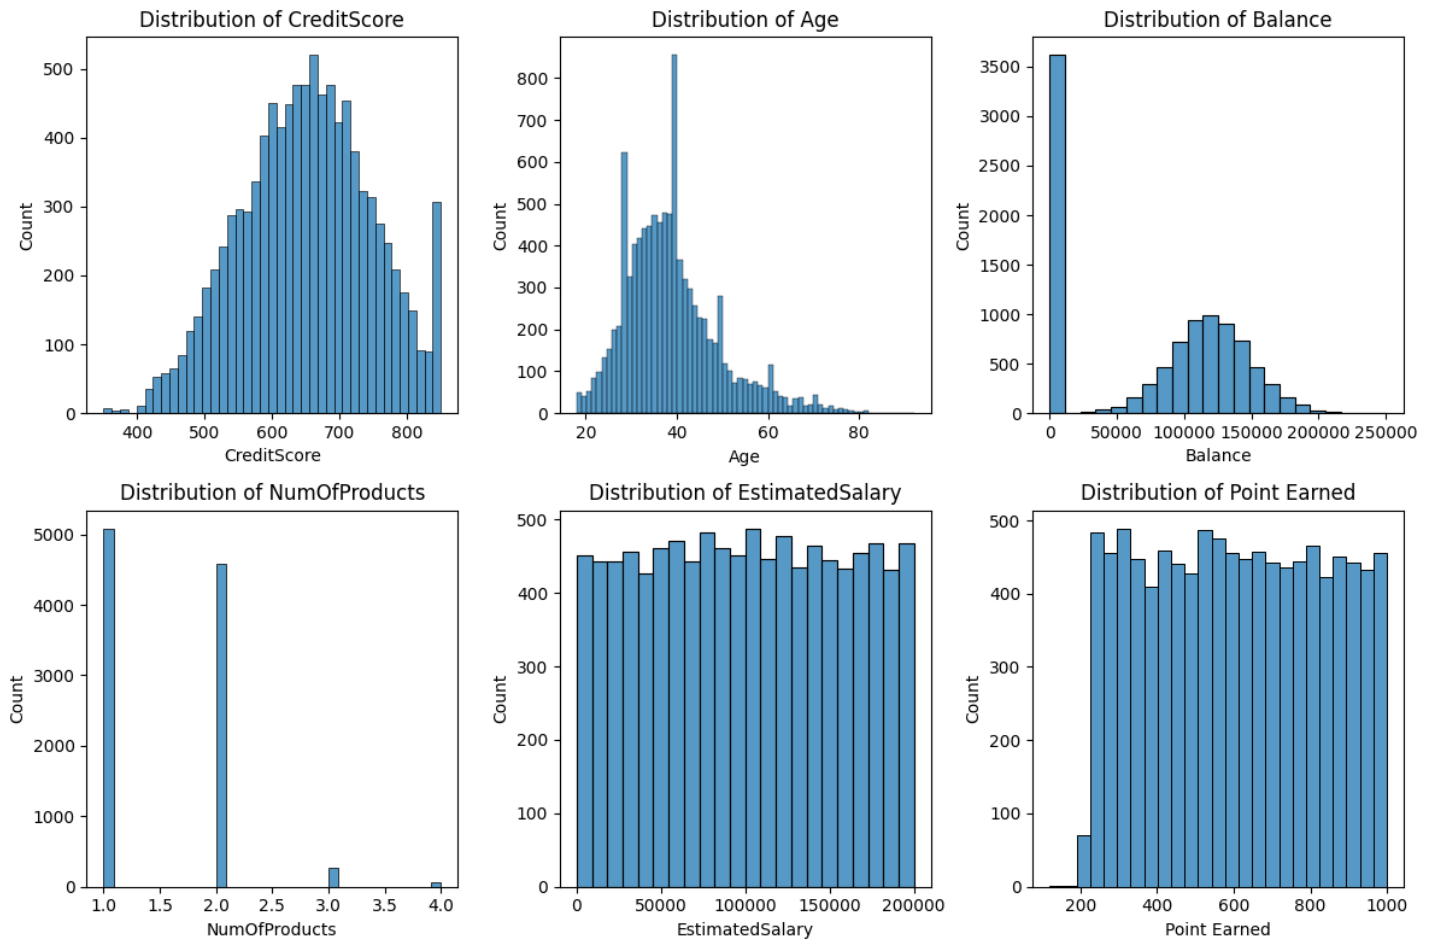 Distribution of CreditScore
Distribution of Age
Distribution of Balance
Count
500
400
300
200
100
0
400 500 600 700 800
CreditScore
Count
800
700
600
500
400
300
200
100
0
20 40 60 80
Age
Count
3500
3000
2500
2000
1500
1000
500
0
0 50000 100000 150000 200000 250000
Balance
Distribution of NumOfProducts
Distribution of EstimatedSalary
Distribution of Point Earned
Count
5000
4000
3000
2000
1000
0
1.0 1.5 2.0 2.5 3.0 3.5 4.0
NumOfProducts
Count
500
400
300
200
100
0
0 50000 100000 150000 200000
EstimatedSalary
Count
500
400
300
200
100
0
200 400 600 800 1000
Point Earned